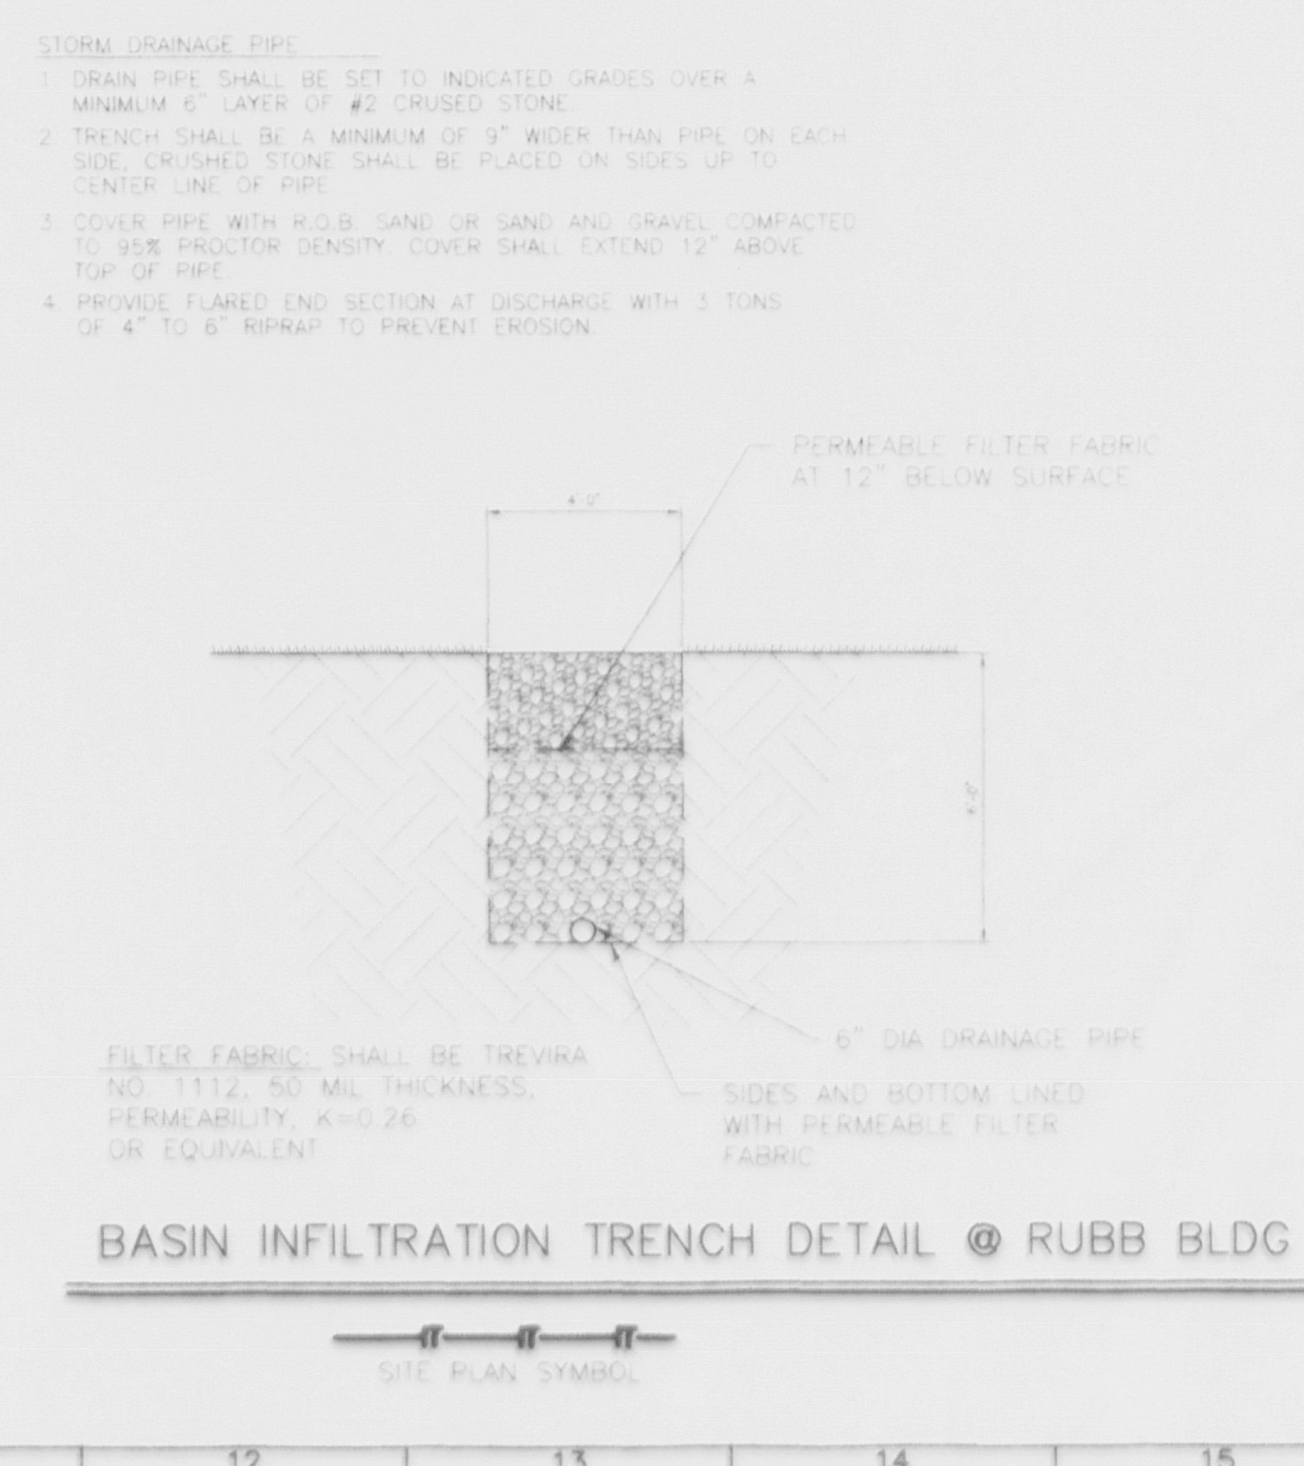 STORM DRAINAGE PIPE
1. DRAIN PIPE SHALL BE SET TO INDICATED GRADES OVER A
MINIMUM 6" LAYER OF #2 CRUSED STONE.
2. TRENCH SHALL BE A MINIMUM OF 9" WIDER THAN PIPE ON EACH
SIDE, CRUSHED STONE SHALL BE PLACED ON SIDES UP TO
CENTER LINE OF PIPE
3. COVER PIPE WITH R.O.B. SAND OR SAND AND GRAVEL COMPACTED
TO 95% PROCTOR DENSITY. COVER SHALL EXTEND 12" ABOVE
TOP OF PIPE.
4. PROVIDE FLARED END SECTION AT DISCHARGE WITH 3 TONS
OF 4" TO 6" RIPRAP TO PREVENT EROSION.
PERMEABLE FILTER FABRIC
AT 12" BELOW SURFACE
4'-0"
6" DIA DRAINAGE PIPE
SIDES AND BOTTOM LINED
WITH PERMEABLE FILTER
FABRIC
FILTER FABRIC: SHALL BE TREVIRA
NO. 1112, 50 MIL THICKNESS,
PERMEABILITY, K=0.26
OR EQUIVALENT
BASIN INFILTRATION TRENCH DETAIL @ RUBB BLDG
IT IT IT
SITE PLAN SYMBOL
12 13 14 15